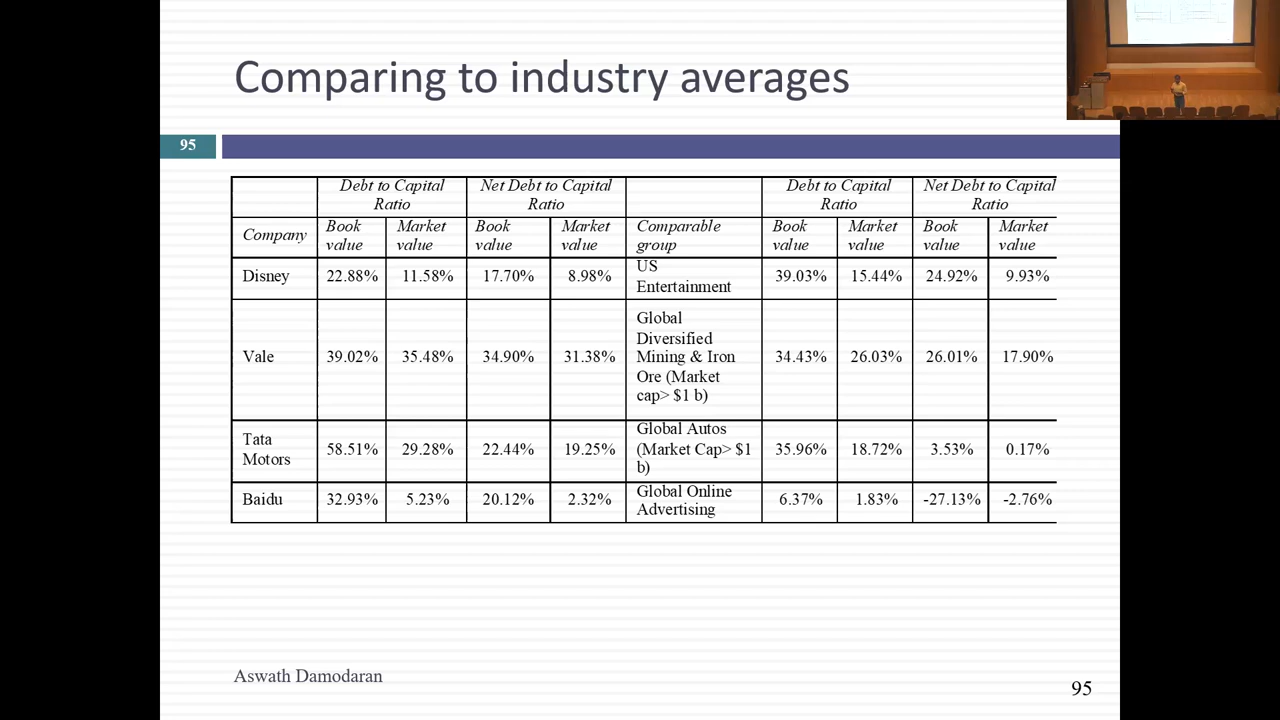 Comparing to industry averages
95
Debt to Capital Ratio Net Debt to Capital Ratio Debt to Capital Ratio Net Debt to Capital Ratio
Company Book value Market value Book value Market value Comparable group Book value Market value Book value Market value
Disney 22.88% 11.58% 17.70% 8.98% US Entertainment 39.03% 15.44% 24.92% 9.93%
Vale 39.02% 35.48% 34.90% 31.38% Global Diversified Mining & Iron Ore (Market cap> $1 b) 34.43% 26.03% 26.01% 17.90%
Tata Motors 58.51% 29.28% 22.44% 19.25% Global Autos (Market Cap> $1 b) 35.96% 18.72% 3.53% 0.17%
Baidu 32.93% 5.23% 20.12% 2.32% Global Online Advertising 6.37% 1.83% -27.13% -2.76%
Aswath Damodaran
95